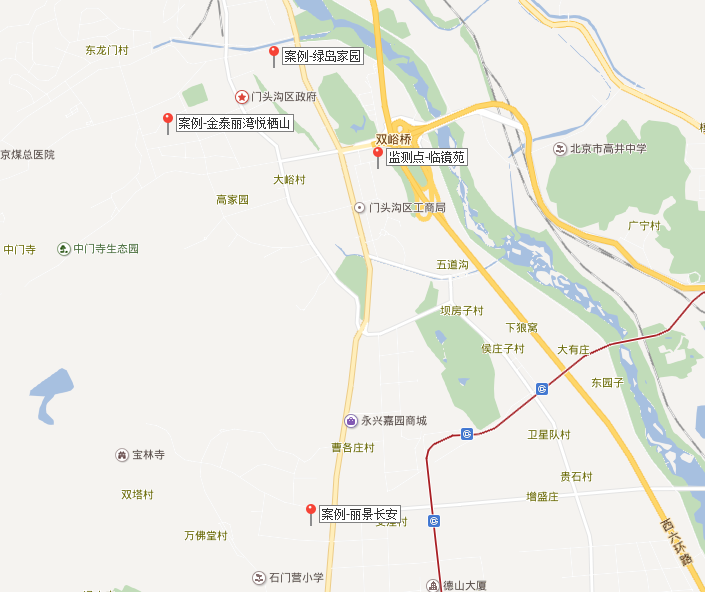 东龙门村
案例-绿岛家园
门头沟区政府
案例-金泰丽湾悦栖山
双峪桥
北京市高井中学
京煤总医院
监测点-临镜苑
大峪村
高家园
门头沟区工商局
广宁村
中门寺
中门寺生态园
五道沟
坝房子村
下狼窝
侯庄子村
大有庄
东园子
永兴嘉园商城
卫星队村
曹各庄村
宝林寺
贵石村
双塔村
增盛庄
案例-丽景长安
万佛堂村
西六环路
石门营小学
德山大厦